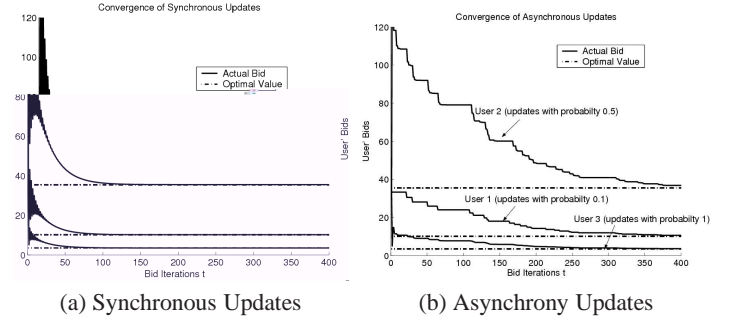 Convergence of Synchronous Updates
120
100
80
60
40
20
0
Actual Bid
Optimal Value
User' Bids
0 50 100 150 200 250 300 350 400
Bid Iterations t
(a) Synchronous Updates
Convergence of Asynchronous Updates
120
100
80
60
40
20
0
User' Bids
Actual Bid
Optimal Value
User 2 (updates with probabilty 0.5)
User 1 (updates with probabilty 0.1)
User 3 (updates with probabilty 1)
0 50 100 150 200 250 300 350 400
Bid Iterations t
(b) Asynchrony Updates